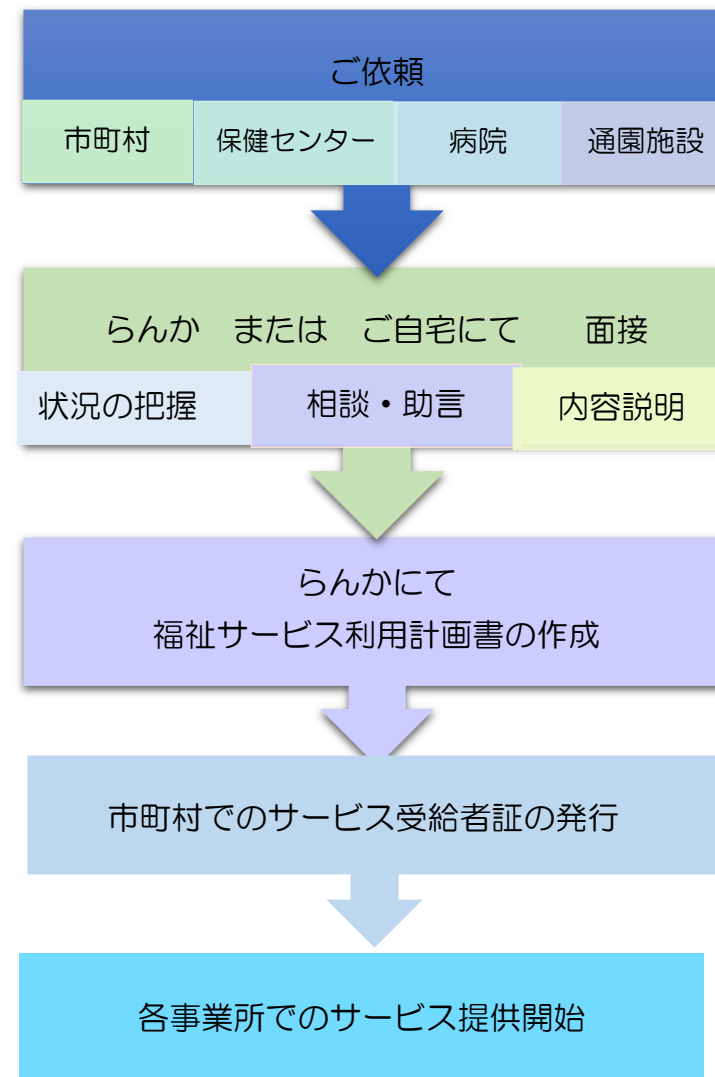 ご依頼
市町村 保健センター 病院 通園施設
らんか または ご自宅にて 面接
状況の把握 相談・助言 内容説明
らんかにて
福祉サービス利用計画書の作成
市町村でのサービス受給者証の発行
各事業所でのサービス提供開始